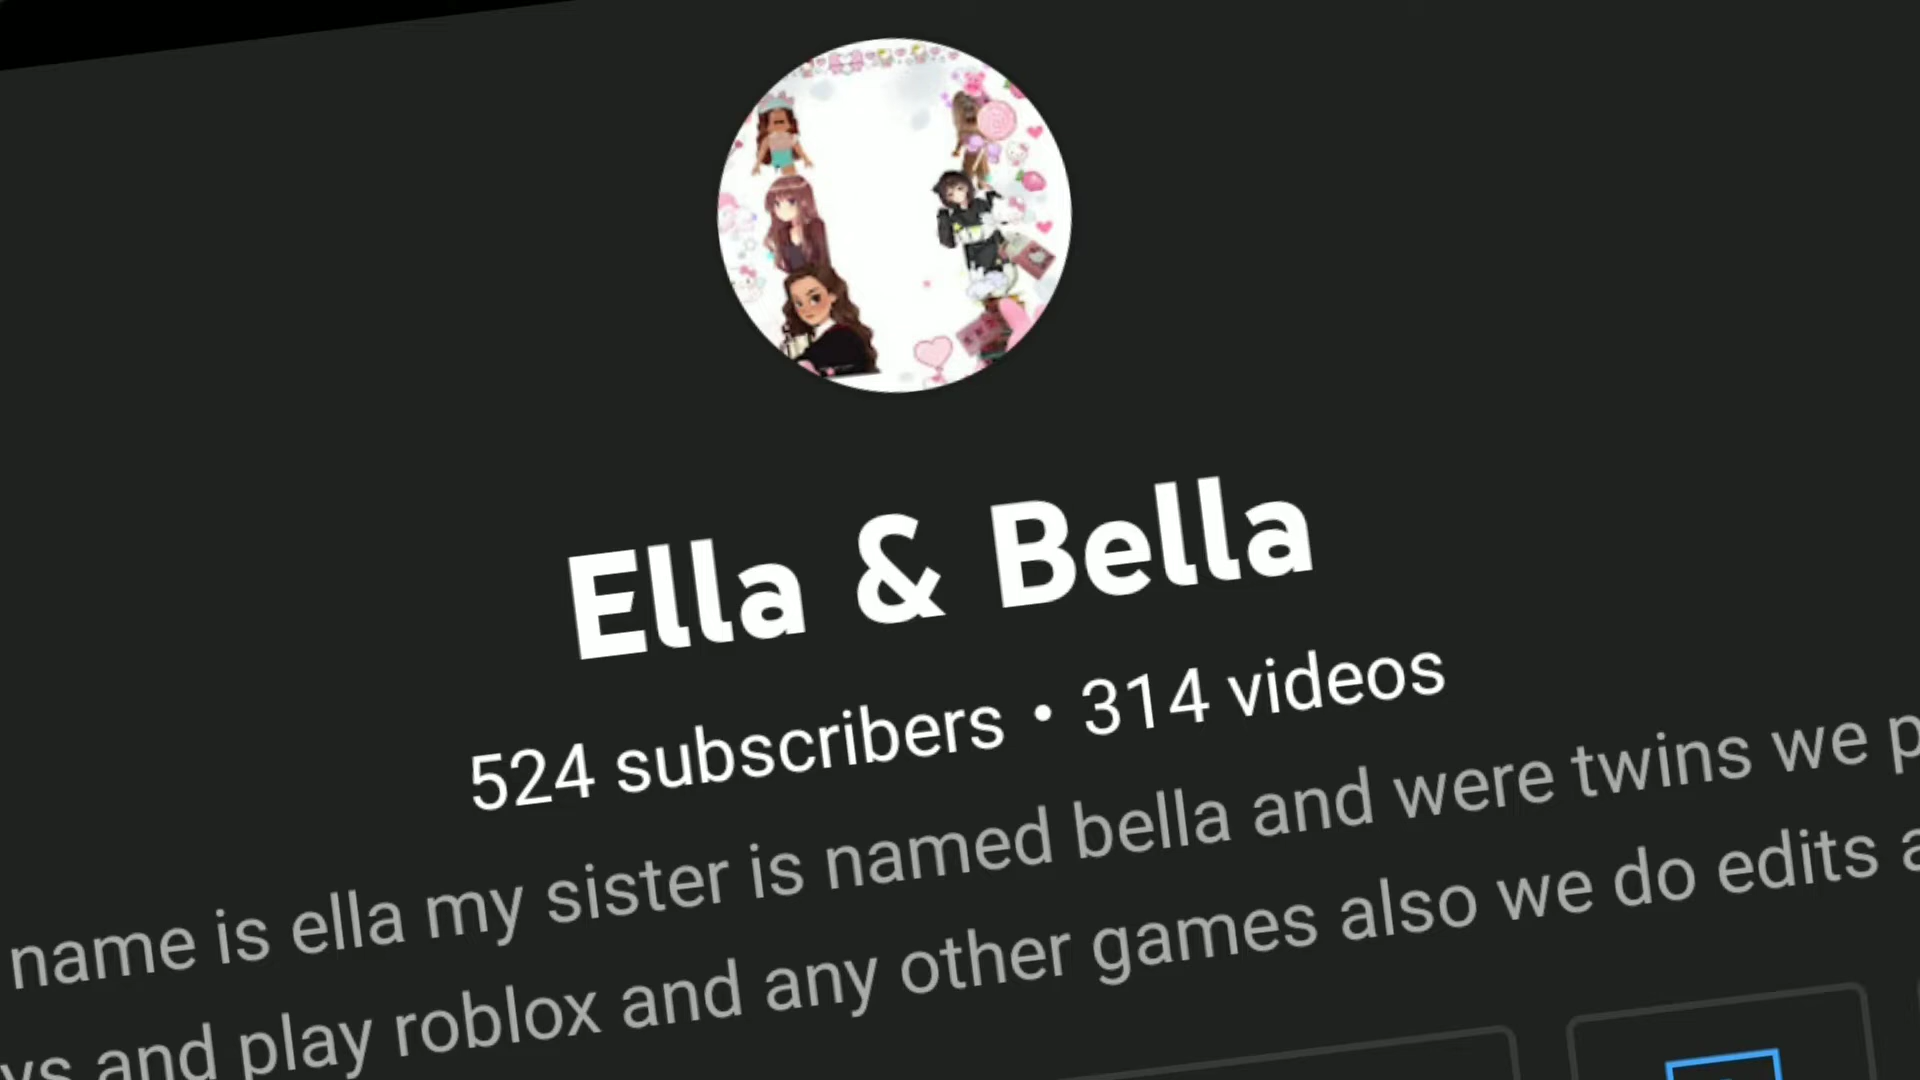 Ella & Bella
524 subscribers • 314 videos
name is ella my sister is named bella and were twins we
and play roblox and any other games also we do edits